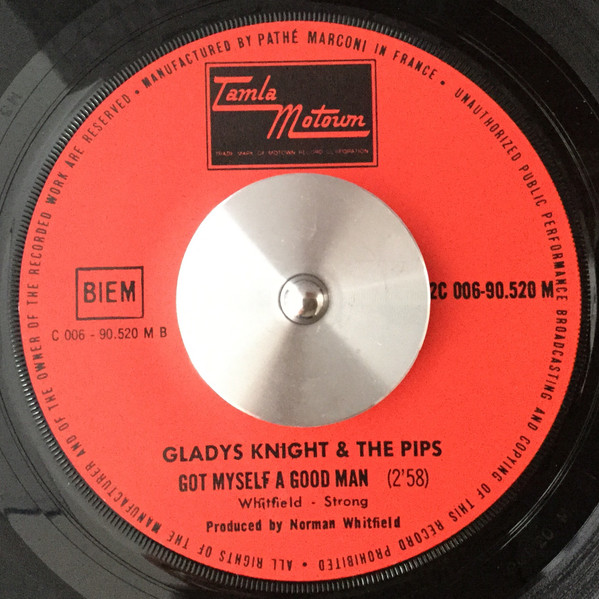 MANUFACTURED BY PATHÉ MARCONI IN FRANCE • UNAUTHORIZED PUBLIC PERFORMANCE BROADCASTING AND COPYING OF THIS RECORD PROHIBITED • ALL RIGHTS OF THE MANUFACTURER AND OF THE OWNER OF THE RECORDED WORK ARE RESERVED •
Tamla
Motown
TRADE MARK OF MOTOWN RECORD CORPORATION
BIEM
2C 006-90.520 M
C 006 - 90.520 M B
GLADYS KNIGHT & THE PIPS
GOT MYSELF A GOOD MAN (2'58)
Whitfield - Strong
Produced by Norman Whitfield